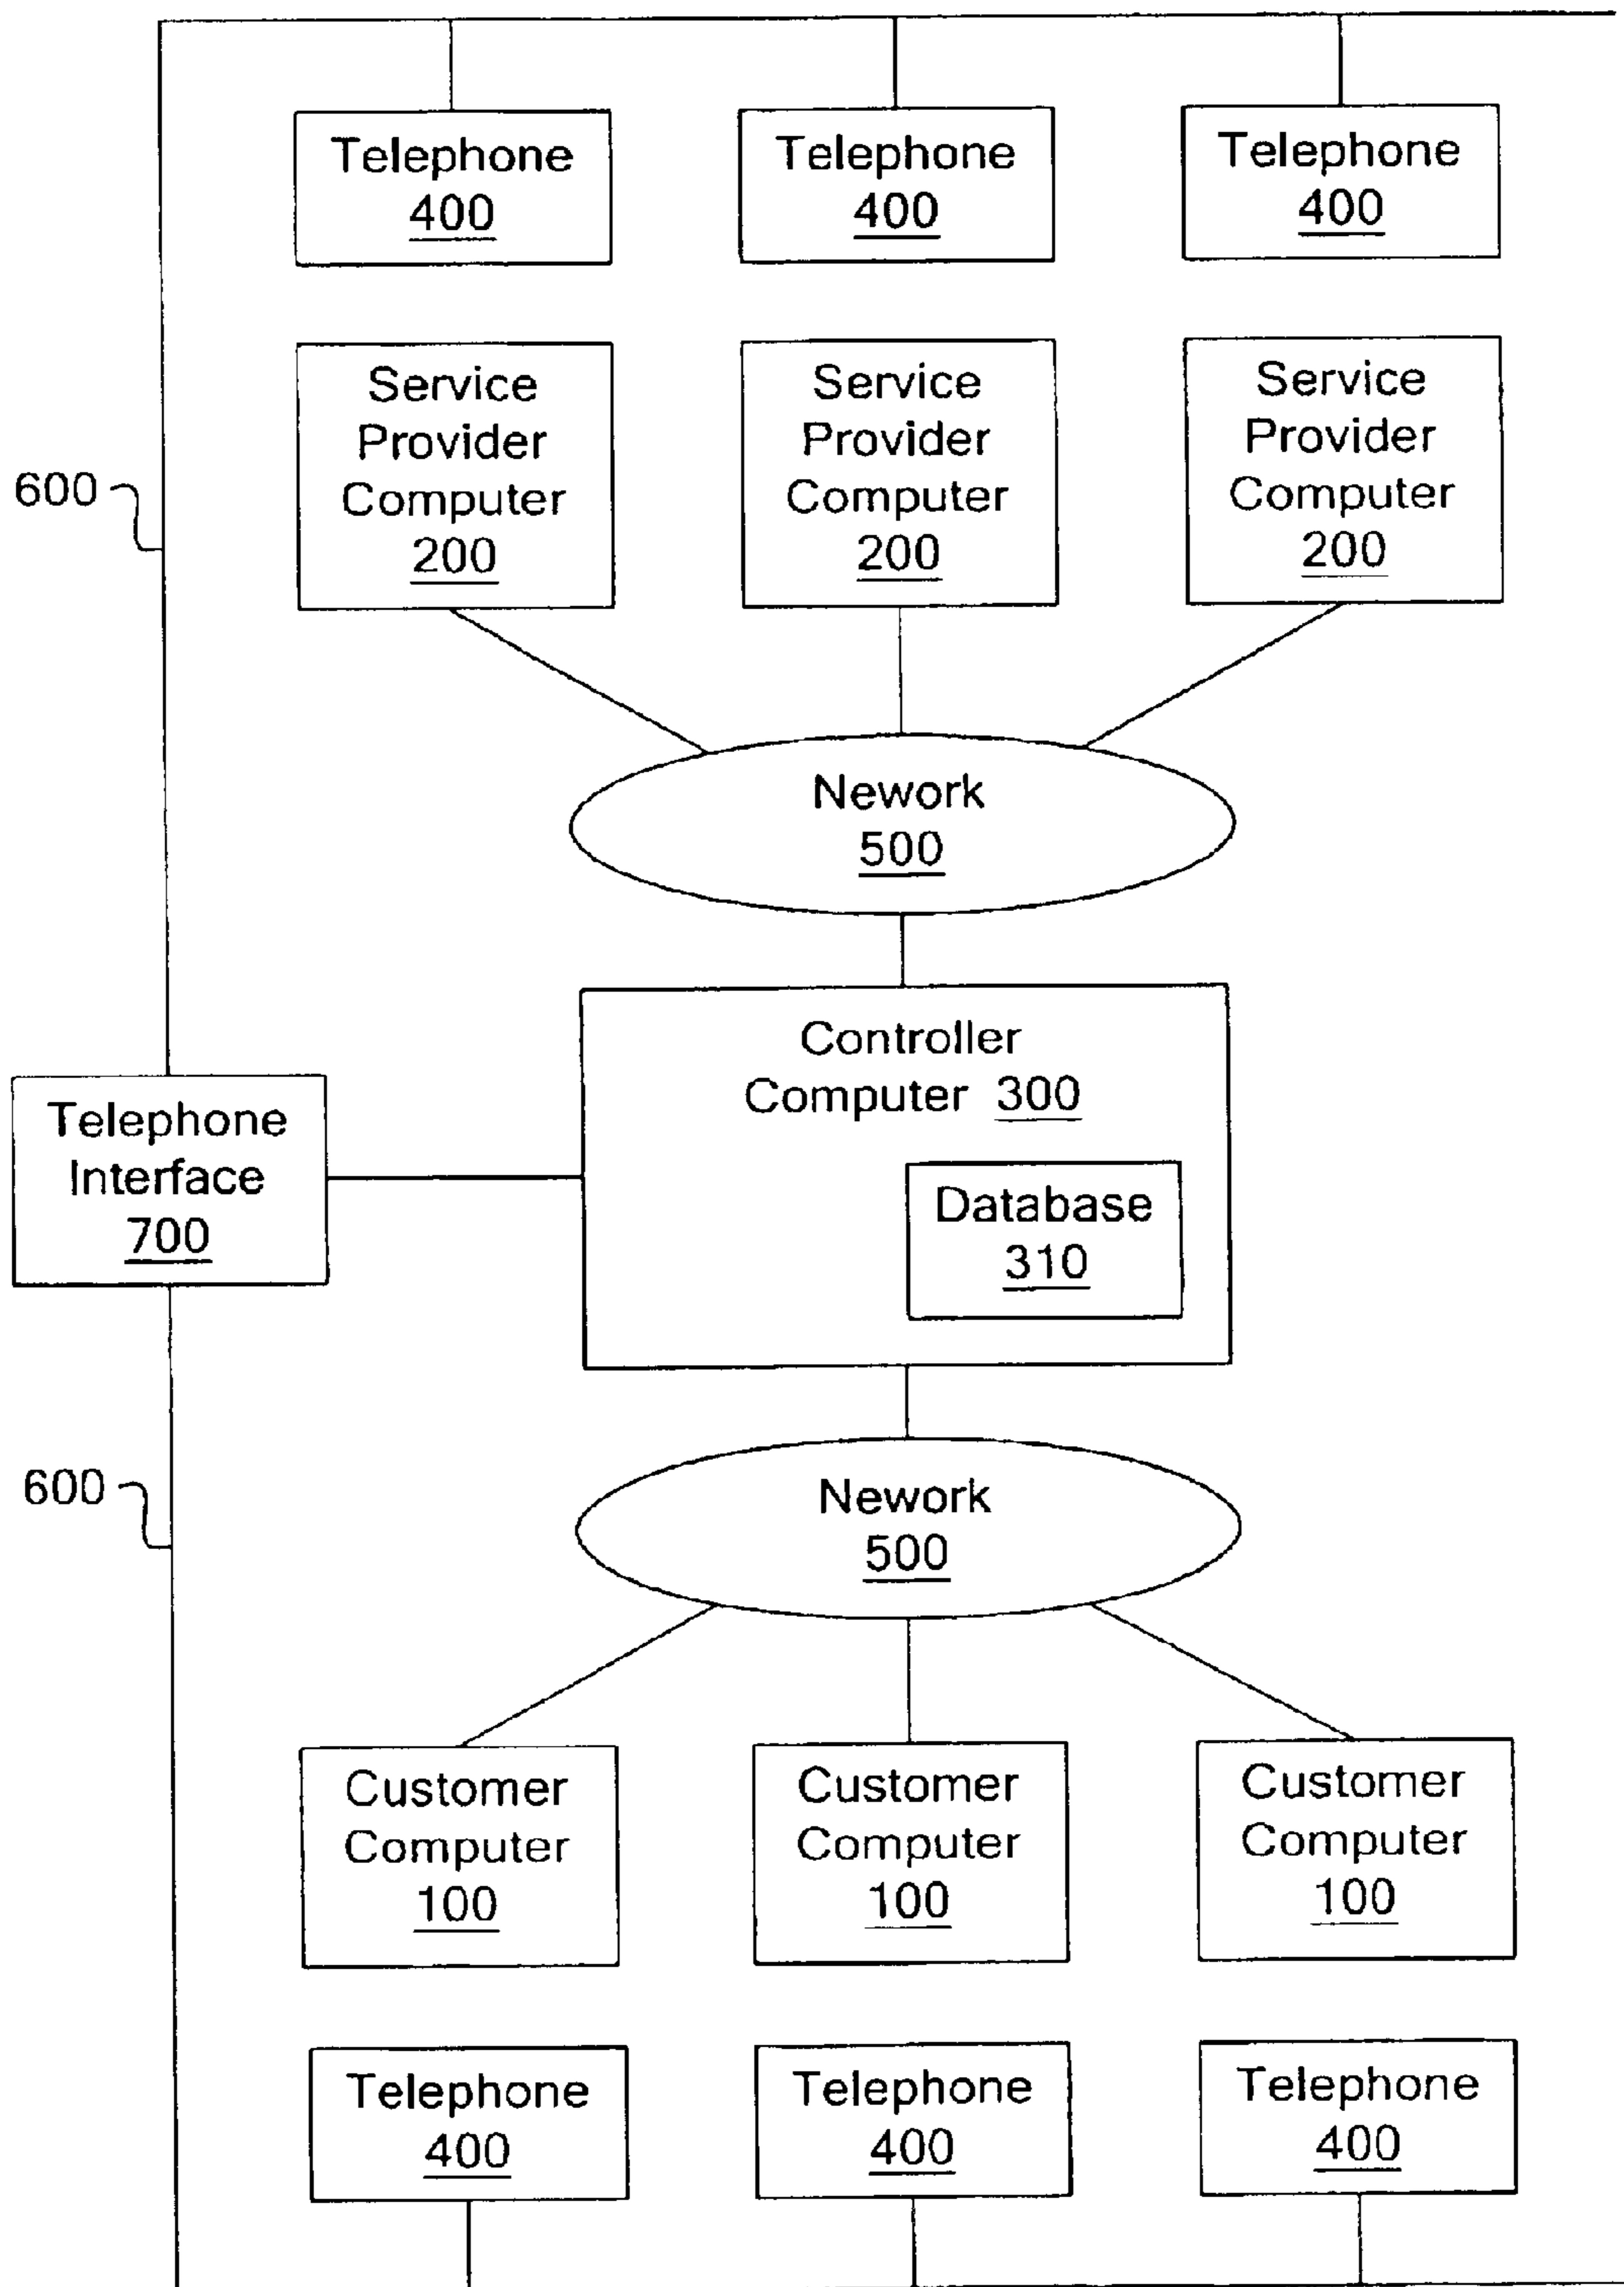 Telephone
400
Telephone
400
Telephone
400
Service
Provider
Computer
200
Service
Provider
Computer
200
Service
Provider
Computer
200
600
Nework
500
Controller
Computer 300
Telephone
Interface
700
Database
310
600
Nework
500
Customer
Computer
100
Customer
Computer
100
Customer
Computer
100
Telephone
400
Telephone
400
Telephone
400